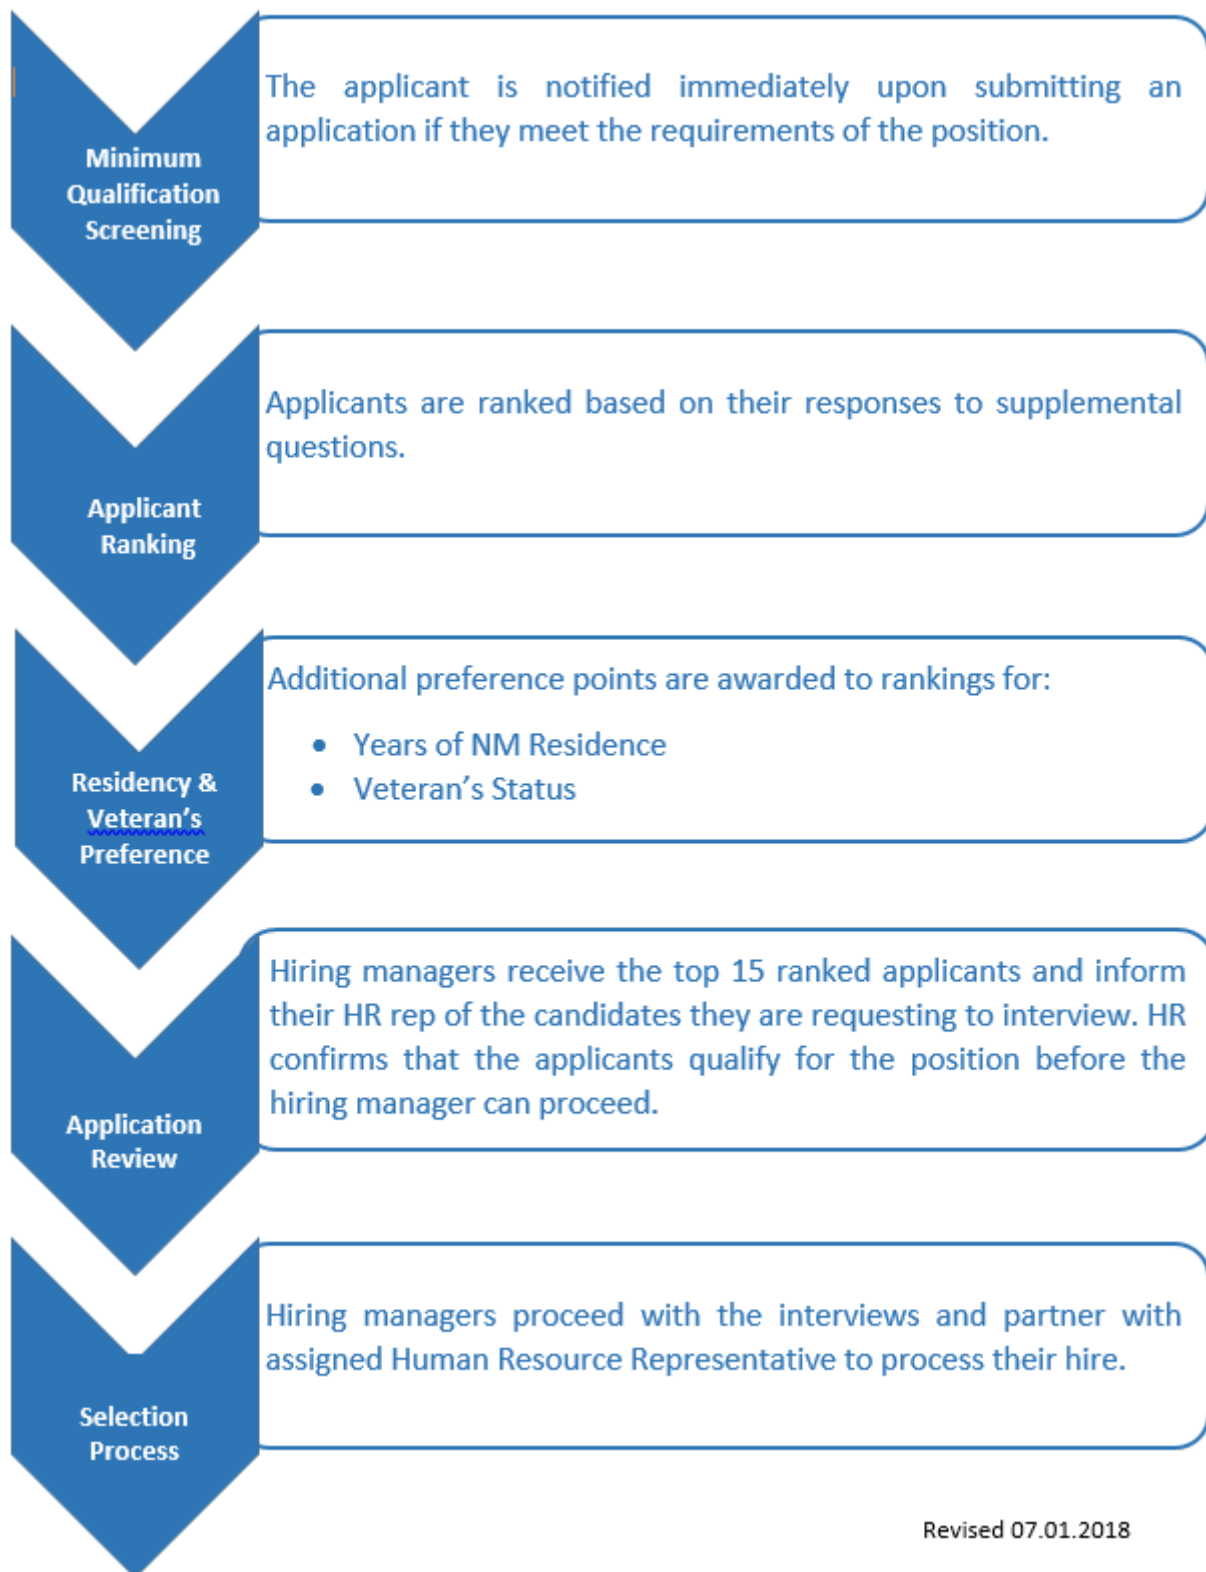 Minimum
Qualification
Screening
The applicant is notified immediately upon submitting an
application if they meet the requirements of the position.
Applicant
Ranking
Applicants are ranked based on their responses to supplemental
questions.
Residency &
Veteran’s
Preference
Additional preference points are awarded to rankings for:
• Years of NM Residence
• Veteran’s Status
Application
Review
Hiring managers receive the top 15 ranked applicants and inform
their HR rep of the candidates they are requesting to interview. HR
confirms that the applicants qualify for the position before the
hiring manager can proceed.
Selection
Process
Hiring managers proceed with the interviews and partner with
assigned Human Resource Representative to process their hire.
Revised 07.01.2018